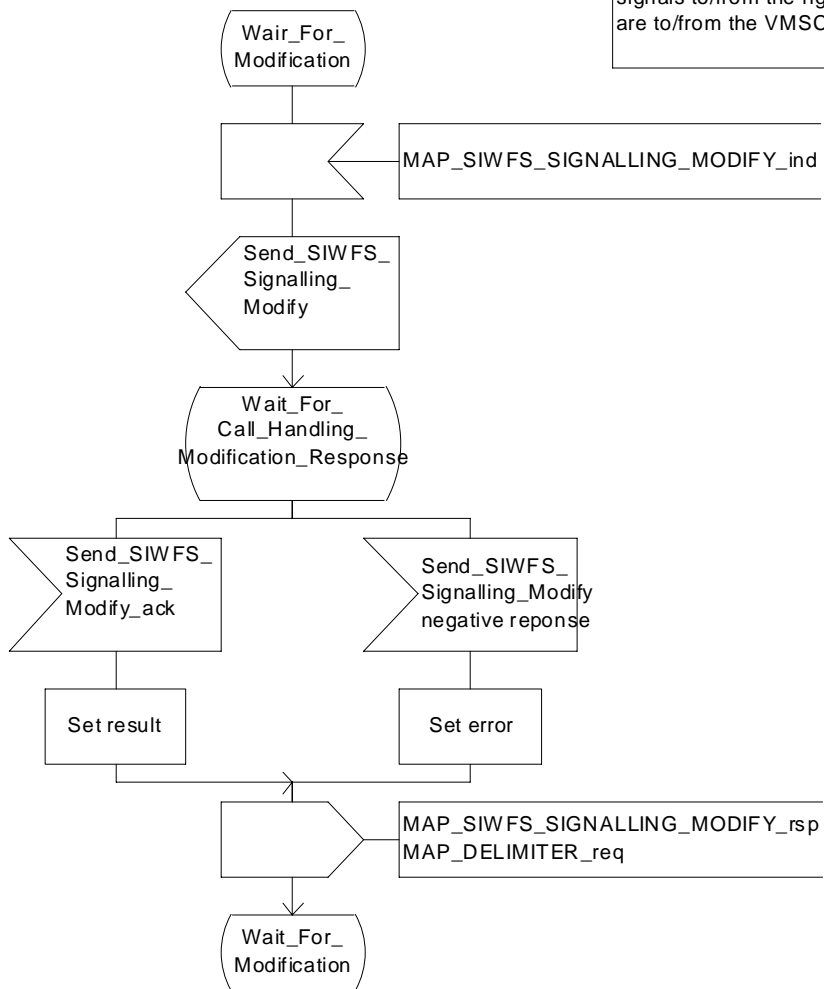 signals to/from the rig
are to/from the VMSC
Wair_For_
Modification
MAP_SIWFS_SIGNALLING_MODIFY_ind
Send_SIWFS_
Signalling_
Modify
Wait_For_
Call_Handling_
Modification_Response
Send_SIWFS_
Signalling_
Modify_ack
Send_SIWFS_
Signalling_Modify
negative reponse
Set result
Set error
MAP_SIWFS_SIGNALLING_MODIFY_rsp
MAP_DELIMITER_req
Wait_For_
Modification